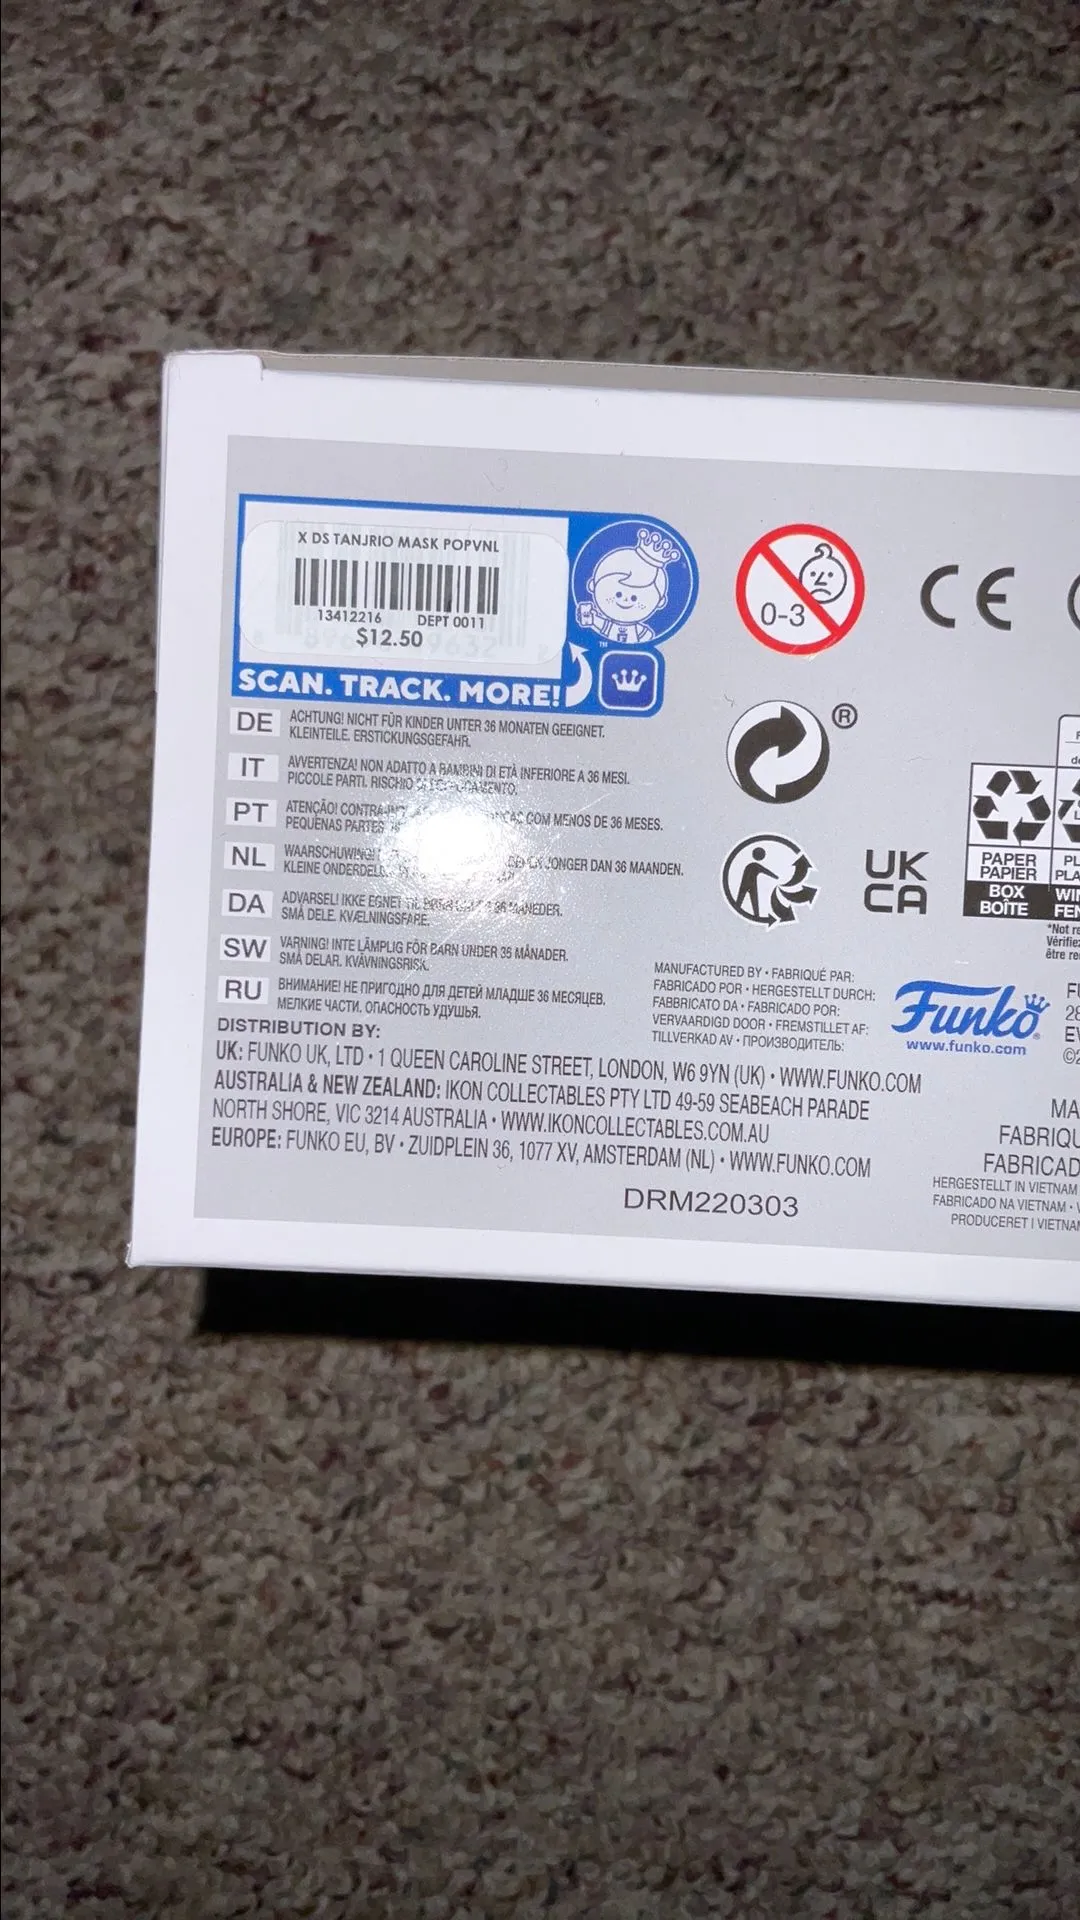 X DS TANJRIO MASK POPVNL
13412216 DEPT 0011
$12.50
SCAN. TRACK. MORE!
™
0-3
CE
®
DE ACHTUNG! NICHT FÜR KINDER UNTER 36 MONATEN GEEIGNET.
KLEINTEILE. ERSTICKUNGSGEFAHR.
IT AVVERTENZA! NON ADATTO A BAMBINI DI ETÀ INFERIORE A 36 MESI.
PICCOLE PARTI. RISCHIO
PT ATENÇÃO! COM MENOS DE 36 MESES.
PEQUENAS PARTES
NL WAARSCHUWING! JONGER DAN 36 MAANDEN.
KLEINE
DA ADVARSEL! IKKE EGNET 36 MÅNEDER.
SMÅ DELE. KVÆLNINGSFARE.
SW VARNING! INTE LÄMPLIG FÖR BARN UNDER 36 MÅNADER.
SMÅ DELAR. KVÄVNINGSRISK.
RU ВНИМАНИЕ! НЕ ПРИГОДНО ДЛЯ ДЕТЕЙ МЛАДШЕ 36 МЕСЯЦЕВ.
МЕЛКИЕ ЧАСТИ. ОПАСНОСТЬ УДУШЬЯ.
UK
CA
PAPER
PAPIER
BOX
BOÎTE
*Not
être
MANUFACTURED BY • FABRIQUÉ PAR:
FABRICADO POR • HERGESTELLT DURCH:
FABBRICATO DA • FABRICADO POR:
VERVAARDIGD DOOR • FREMSTILLET AF:
TILLVERKAD AV • ПРОИЗВОДИТЕЛЬ:
Funko
www.funko.com
DISTRIBUTION BY:
UK: FUNKO UK, LTD • 1 QUEEN CAROLINE STREET, LONDON, W6 9YN (UK) • WWW.FUNKO.COM
AUSTRALIA & NEW ZEALAND: IKON COLLECTABLES PTY LTD 49-59 SEABEACH PARADE
NORTH SHORE, VIC 3214 AUSTRALIA • WWW.IKONCOLLECTABLES.COM.AU
EUROPE: FUNKO EU, BV • ZUIDPLEIN 36, 1077 XV, AMSTERDAM (NL) • WWW.FUNKO.COM
DRM220303
HERGESTELLT IN VIETNAM
FABRICADO NA VIETNAM •
PRODUCERET I